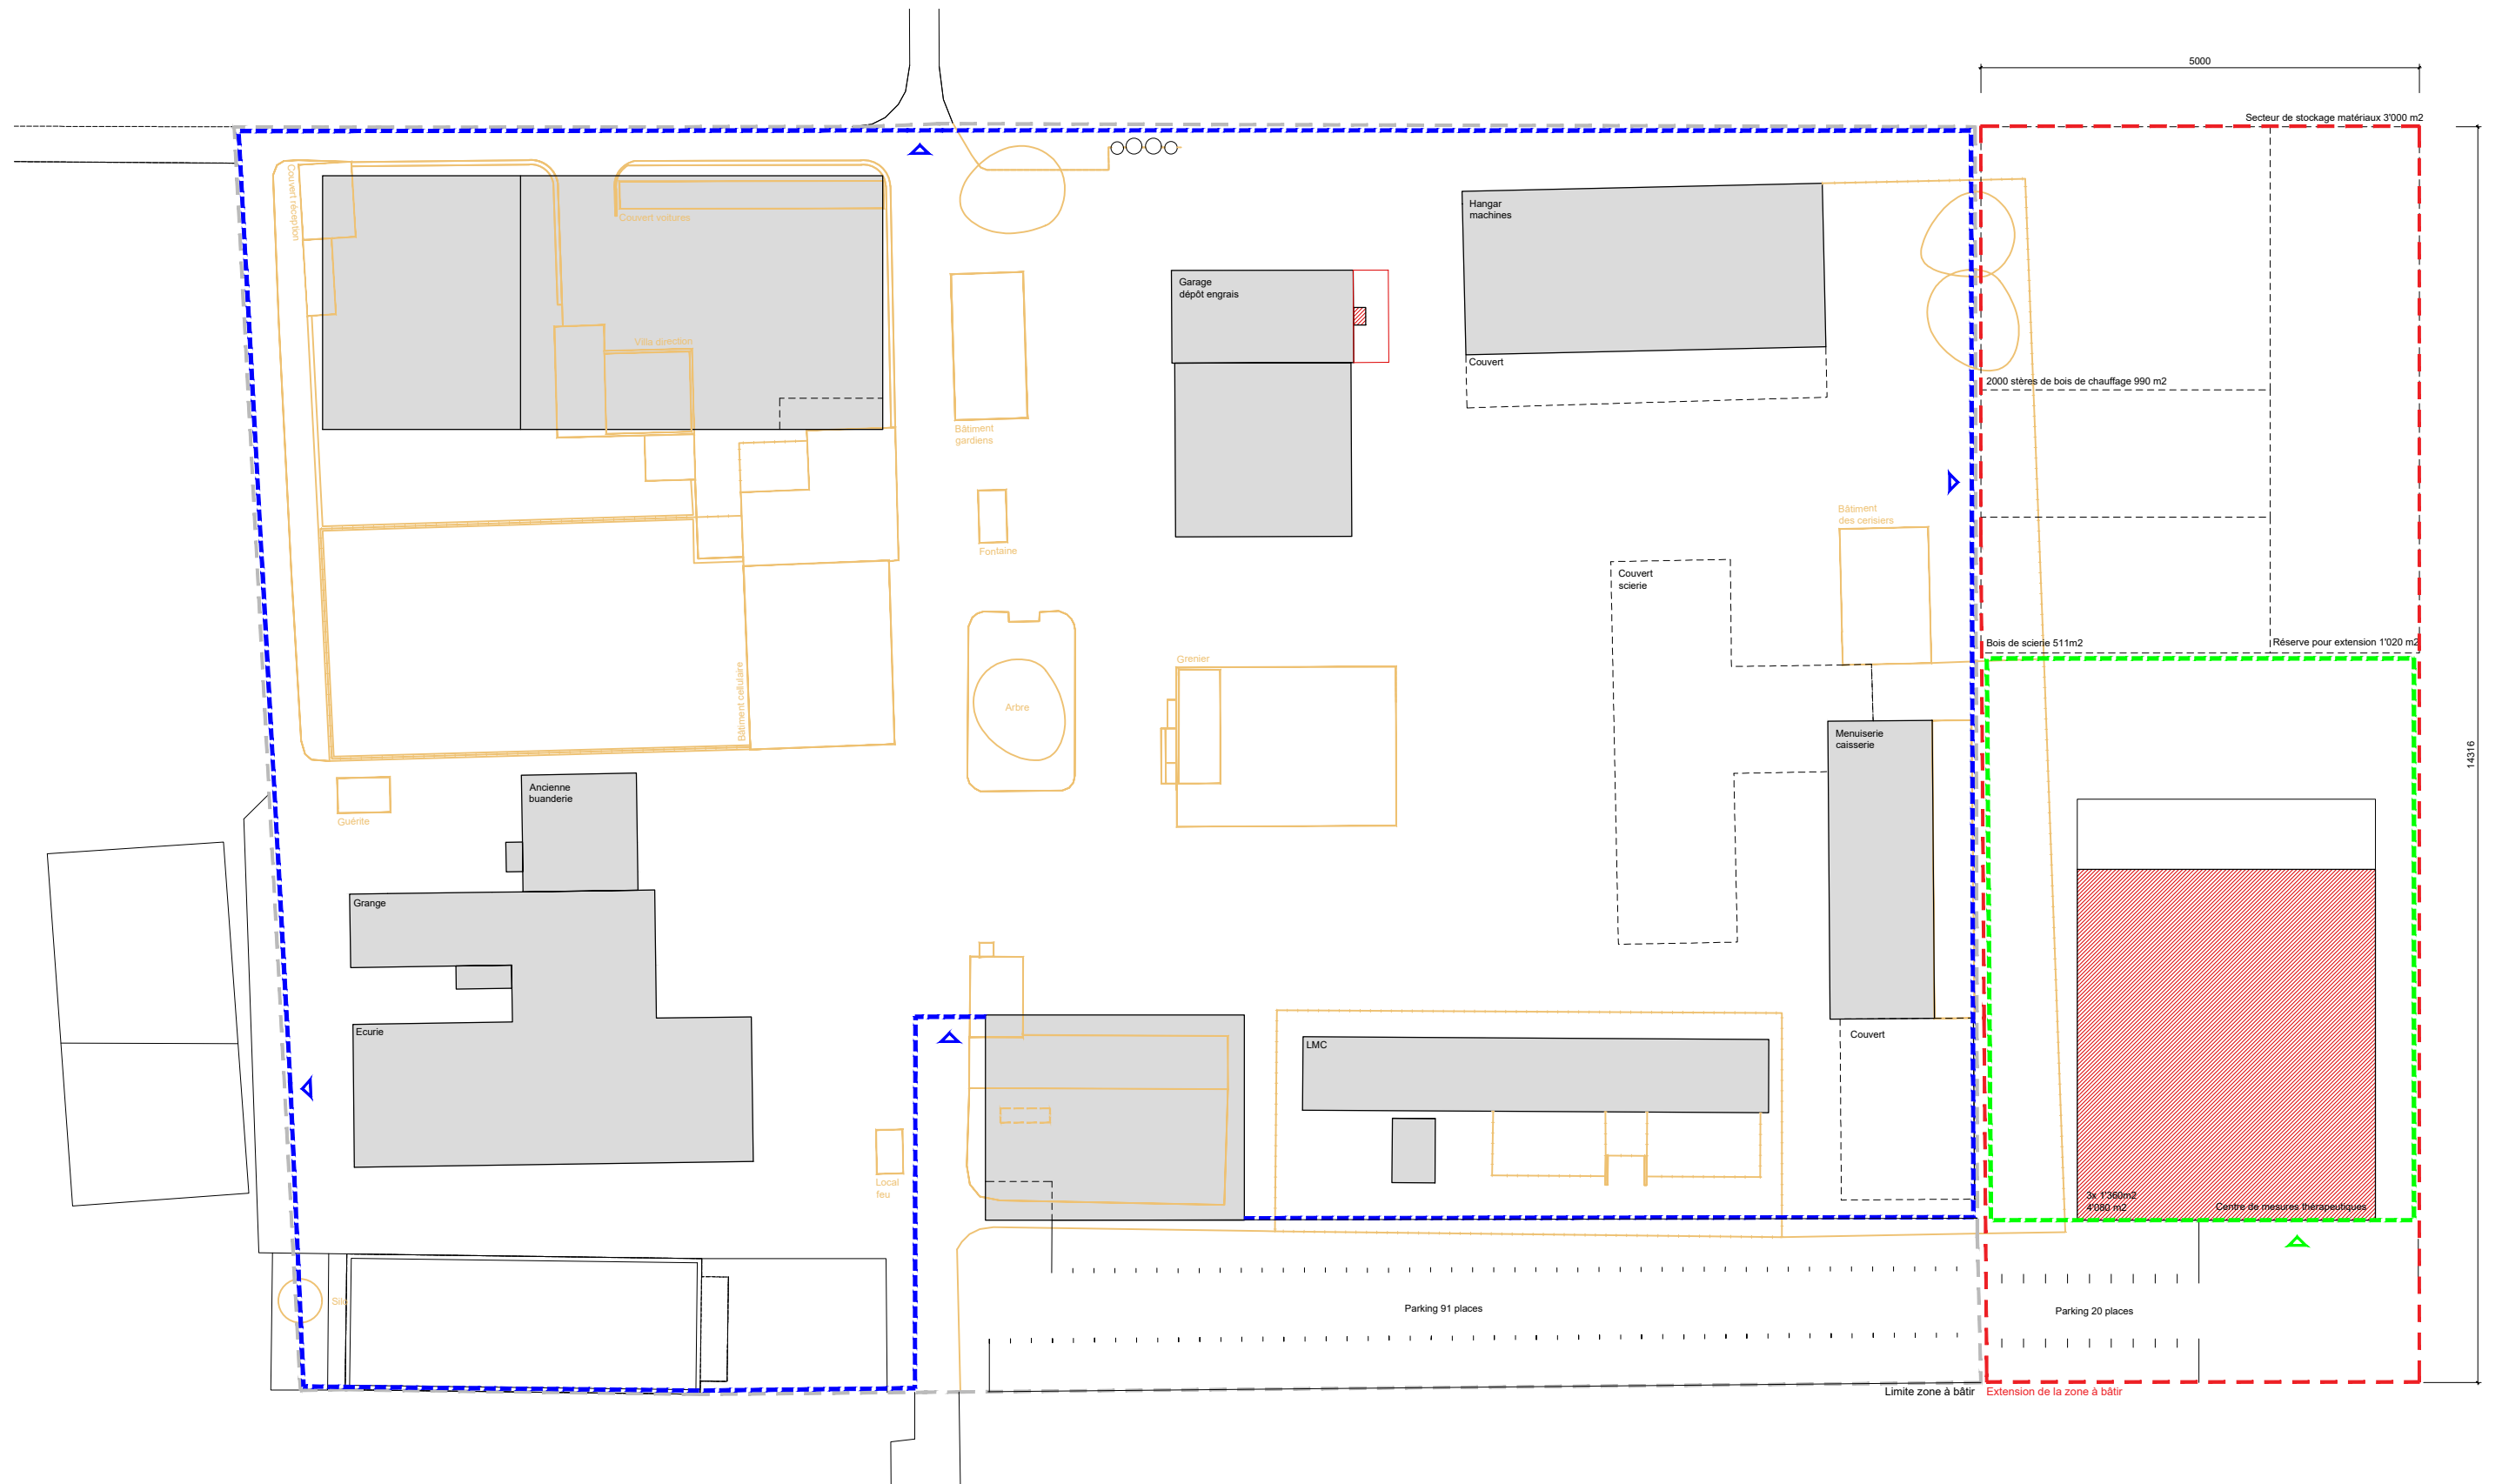 5000
Secteur de stockage matériaux 3'000 m2
Couvert réception
Couvert voitures
Hangar
machines
Garage
dépôt engrais
Villa direction
Couvert
2000 stères de bois de chauffage 990 m2
Bâtiment
gardiens
Bâtiment
des cerisiers
Fontaine
Couvert
scierie
Bois de scierie 511m2
Réserve pour extension 1'020 m2
Grenier
Bâtiment cellulaire
Arbre
Menuiserie
caisserie
14316
Ancienne
buanderie
Guérite
Grange
Ecurie
Couvert
LMC
Local
feu
3x 1'360m2
4'080 m2
Centre de mesures thérapeutiques
Silo
Parking 91 places
Parking 20 places
Limite zone à bâtir
Extension de la zone à bâtir